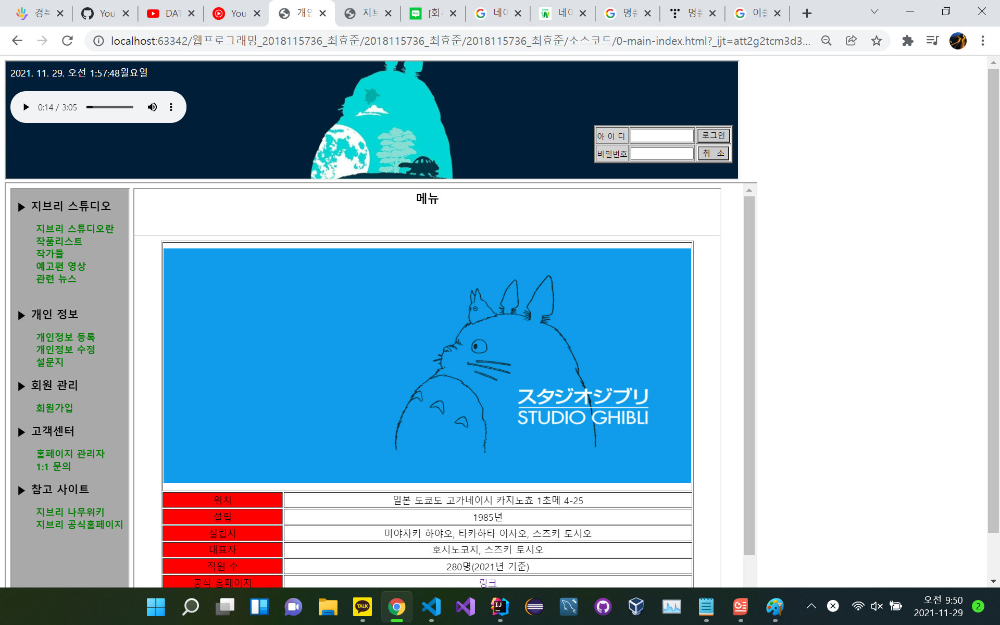 경북
You
DAT
You
개인
지브
[회사
네이
네이
명품
명품
이클
localhost:63342/웹프로그래밍_2018115736_최효준/2018115736_최효준/2018115736_최효준/소스코드/0-main-index.html?_ijt=att2g2tcm3d3...
2021. 11. 29. 오전 1:57:48월요일
0:14 / 3:05
아 이 디
로그인
비밀번호
취 소
지브리 스튜디오
지브리 스튜디오란
작품리스트
작가들
예고편 영상
관련 뉴스
개인 정보
개인정보 등록
개인정보 수정
설문지
회원 관리
회원가입
고객센터
홈페이지 관리자
1:1 문의
참고 사이트
지브리 나무위키
지브리 공식홈페이지
메뉴
スタジオジブリ
STUDIO GHIBLI
위치 일본 도쿄도 고가네이시 카지노쵸 1초메 4-25
설립 1985년
설립자 미야자키 하야오, 타카하타 이사오, 스즈키 토시오
대표자 호시노코지, 스즈키 토시오
직원 수 280명(2021년 기준)
공식 홈페이지 링크
TALK
IJ
오전 9:50
2021-11-29
2